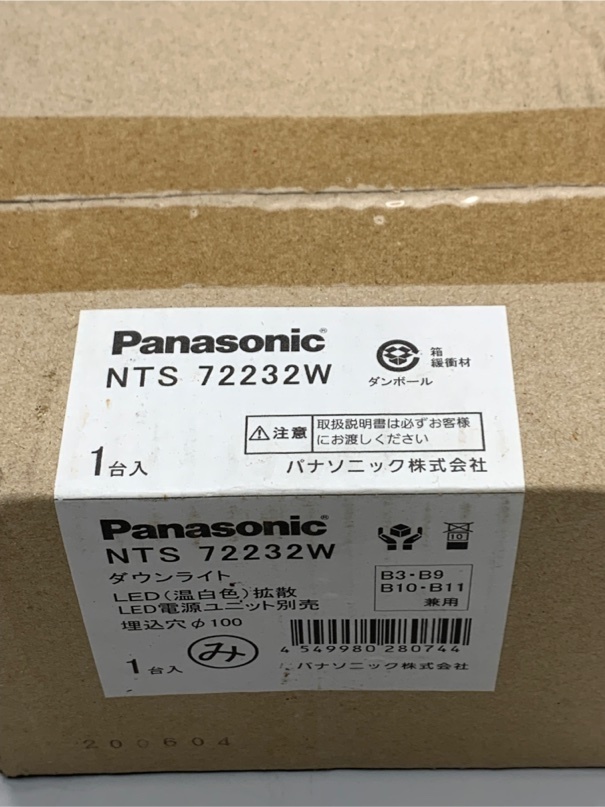 Panasonic®
NTS 72232W
箱
緩衝材
ダンボール
注意
取扱説明書は必ずお客様
にお渡しください
1台入
パナソニック株式会社
Panasonic®
NTS 72232W
ダウンライト
LED(温白色)拡散
LED電源ユニット別売
埋込穴φ100
10
B3・B9
B10・B11
兼用
1台入
み
4 549980 280744
パナソニック株式会社
200604